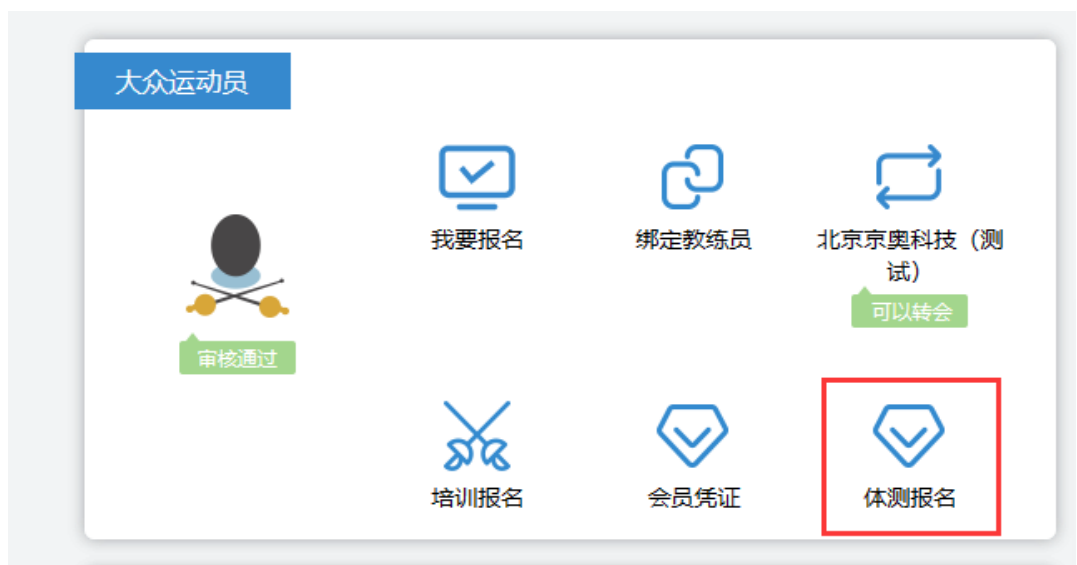 大众运动员
我要报名
绑定教练员
北京京奥科技（测
试）
可以转会
审核通过
培训报名
会员凭证
体测报名